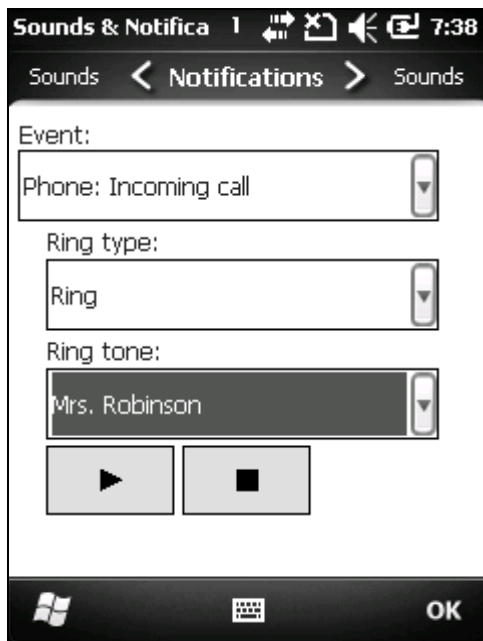 Sounds & Notifica 1 7:38
Sounds Notifications Sounds
Event:
Phone: Incoming call
Ring type:
Ring
Ring tone:
Mrs. Robinson
OK